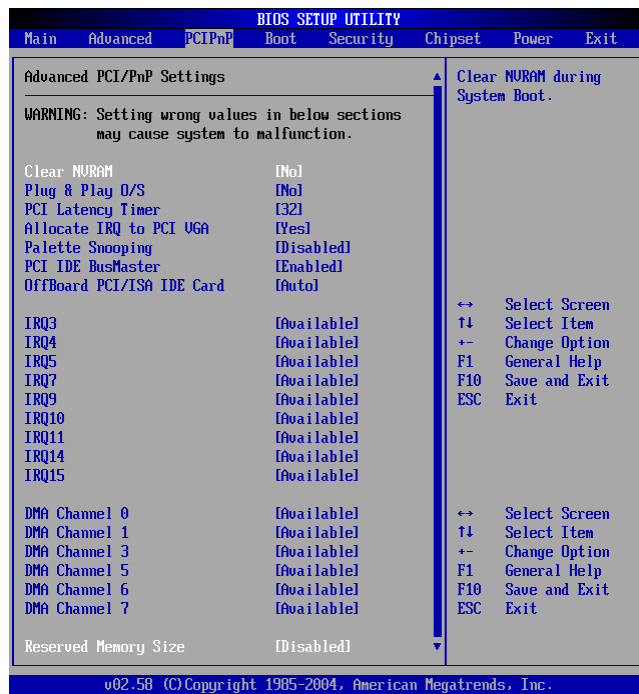 BIOS SETUP UTILITY
Main Advanced PCIPnP Boot Security Chipset Power Exit
Advanced PCI/PnP Settings
WARNING: Setting wrong values in below sections
may cause system to malfunction.
Clear NVRAM [No]
Plug & Play O/S [No]
PCI Latency Timer [32]
Allocate IRQ to PCI VGA [Yes]
Palette Snooping [Disabled]
PCI IDE BusMaster [Enabled]
OffBoard PCI/ISA IDE Card [Auto]
IRQ3 [Available]
IRQ4 [Available]
IRQ5 [Available]
IRQ7 [Available]
IRQ9 [Available]
IRQ10 [Available]
IRQ11 [Available]
IRQ14 [Available]
IRQ15 [Available]
DMA Channel 0 [Available]
DMA Channel 1 [Available]
DMA Channel 3 [Available]
DMA Channel 5 [Available]
DMA Channel 6 [Available]
DMA Channel 7 [Available]
Reserved Memory Size [Disabled]
Clear NVRAM during
System Boot.
↔ Select Screen
↑↓ Select Item
+- Change Option
F1 General Help
F10 Save and Exit
ESC Exit
↔ Select Screen
↑↓ Select Item
+- Change Option
F1 General Help
F10 Save and Exit
ESC Exit
v02.58 (C)Copyright 1985-2004, American Megatrends, Inc.